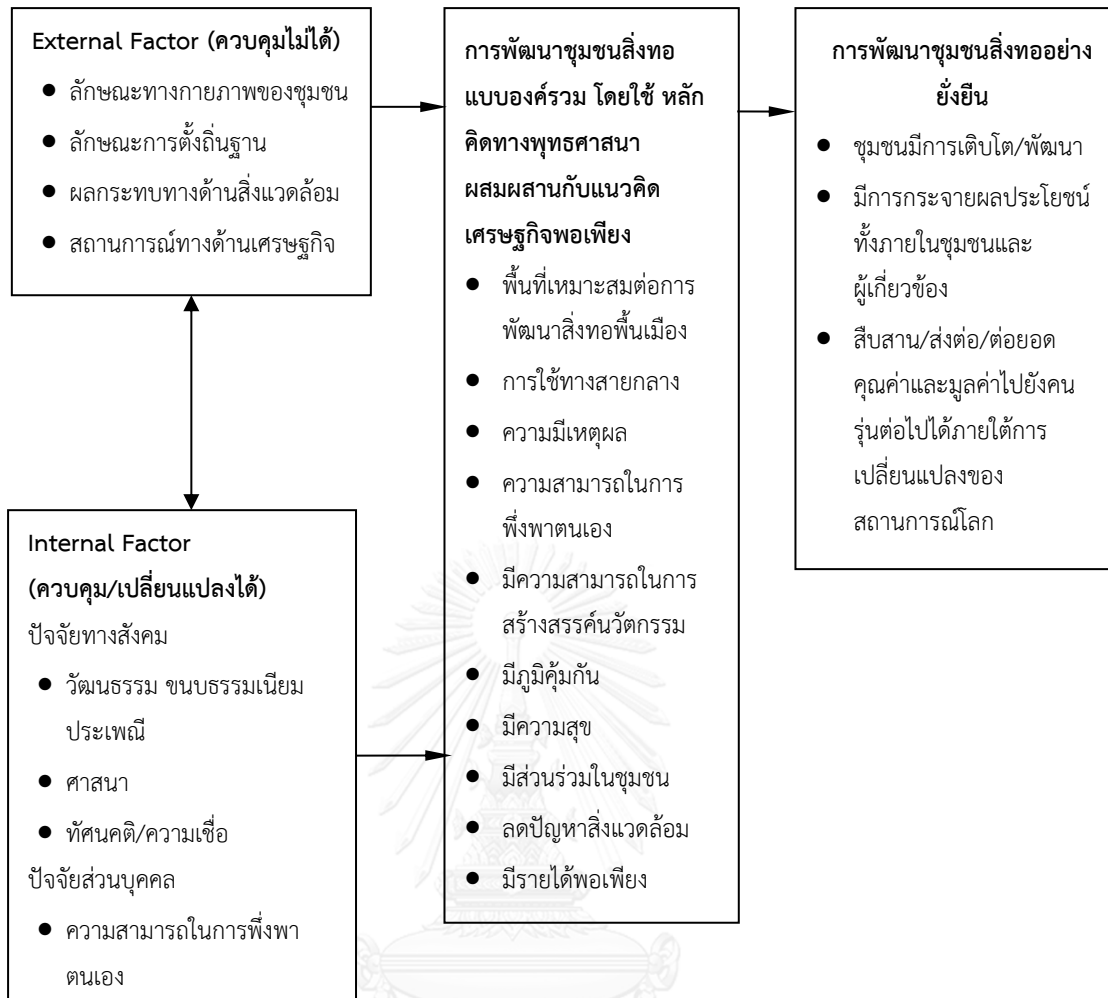 External Factor (ควบคุมไม่ได้)
● ลักษณะทางกายภาพของชุมชน
● ลักษณะการตั้งถิ่นฐาน
● ผลกระทบทางด้านสิ่งแวดล้อม
● สถานการณ์ทางด้านเศรษฐกิจ
Internal Factor
(ควบคุม/เปลี่ยนแปลงได้)
ปัจจัยทางสังคม
● วัฒนธรรม ขนบธรรมเนียม
ประเพณี
● ศาสนา
● ทัศนคติ/ความเชื่อ
ปัจจัยส่วนบุคคล
● ความสามารถในการพึ่งพา
ตนเอง
การพัฒนาชุมชนสิ่งทอ
แบบองค์รวม โดยใช้ หลัก
คิดทางพุทธศาสนา
ผสมผสานกับแนวคิด
เศรษฐกิจพอเพียง
● พื้นที่เหมาะสมต่อการ
พัฒนาสิ่งทอพื้นเมือง
● การใช้ทางสายกลาง
● ความมีเหตุผล
● ความสามารถในการ
พึ่งพาตนเอง
● มีความสามารถในการ
สร้างสรรค์นวัตกรรม
● มีภูมิคุ้มกัน
● มีความสุข
● มีส่วนร่วมในชุมชน
● ลดปัญหาสิ่งแวดล้อม
● มีรายได้พอเพียง
การพัฒนาชุมชนสิ่งทออย่าง
ยั่งยืน
● ชุมชนมีการเติบโต/พัฒนา
● มีการกระจายผลประโยชน์
ทั้งภายในชุมชนและ
ผู้เกี่ยวข้อง
● สืบสาน/ส่งต่อ/ต่อยอด
คุณค่าและมูลค่าไปยังคน
รุ่นต่อไปได้ภายใต้การ
เปลี่ยนแปลงของ
สถานการณ์โลก